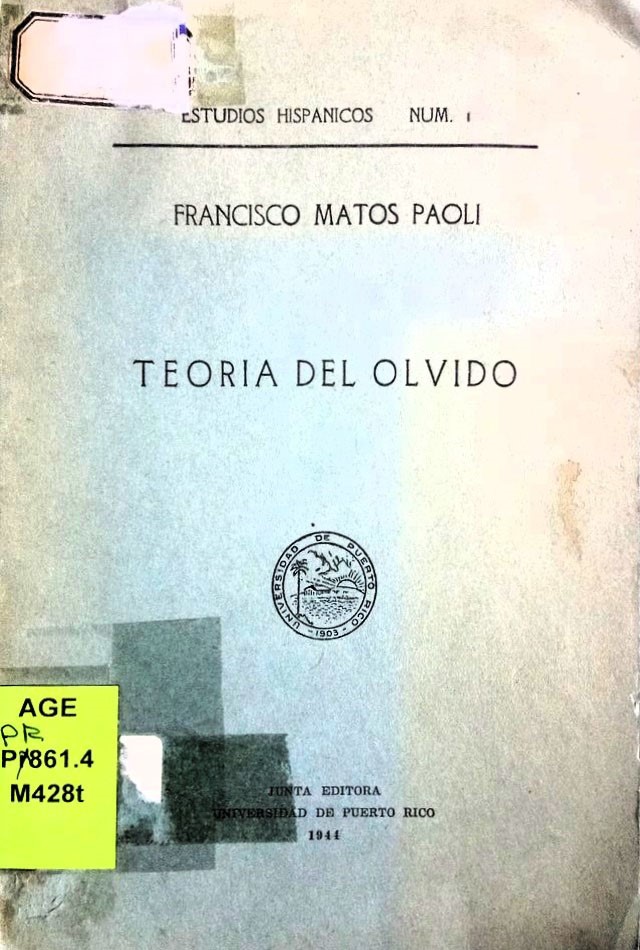 ESTUDIOS HISPANICOS NUM. 1
FRANCISCO MATOS PAOLI
TEORIA DEL OLVIDO
UNIVERSIDAD DE PUERTO RICO
- 1903 -
AGE
PR
P/861.4
M428t
JUNTA EDITORA
UNIVERSIDAD DE PUERTO RICO
1944